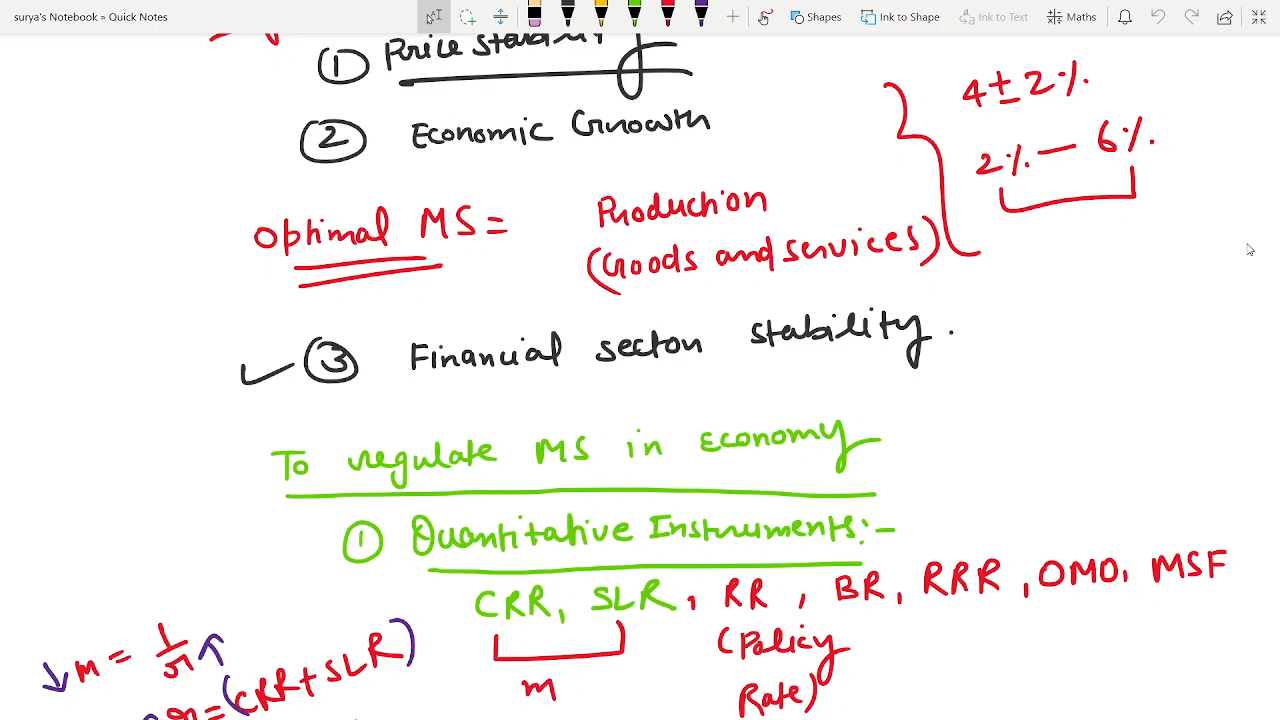 surya's Notebook » Quick Notes
Shapes Ink to Shape Ink to Text Maths
① Price stability
② Economic Growth
4±2%
2% — 6%
Optimal MS = Production
(Goods and services)
③ Financial sector stability.
To regulate MS in economy
① Quantitative Instruments:-
CRR, SLR, RR, BR, RRR, OMO, MSF
m
(Policy
Rate)
↓m = 1/r ↑
r = (CRR + SLR)